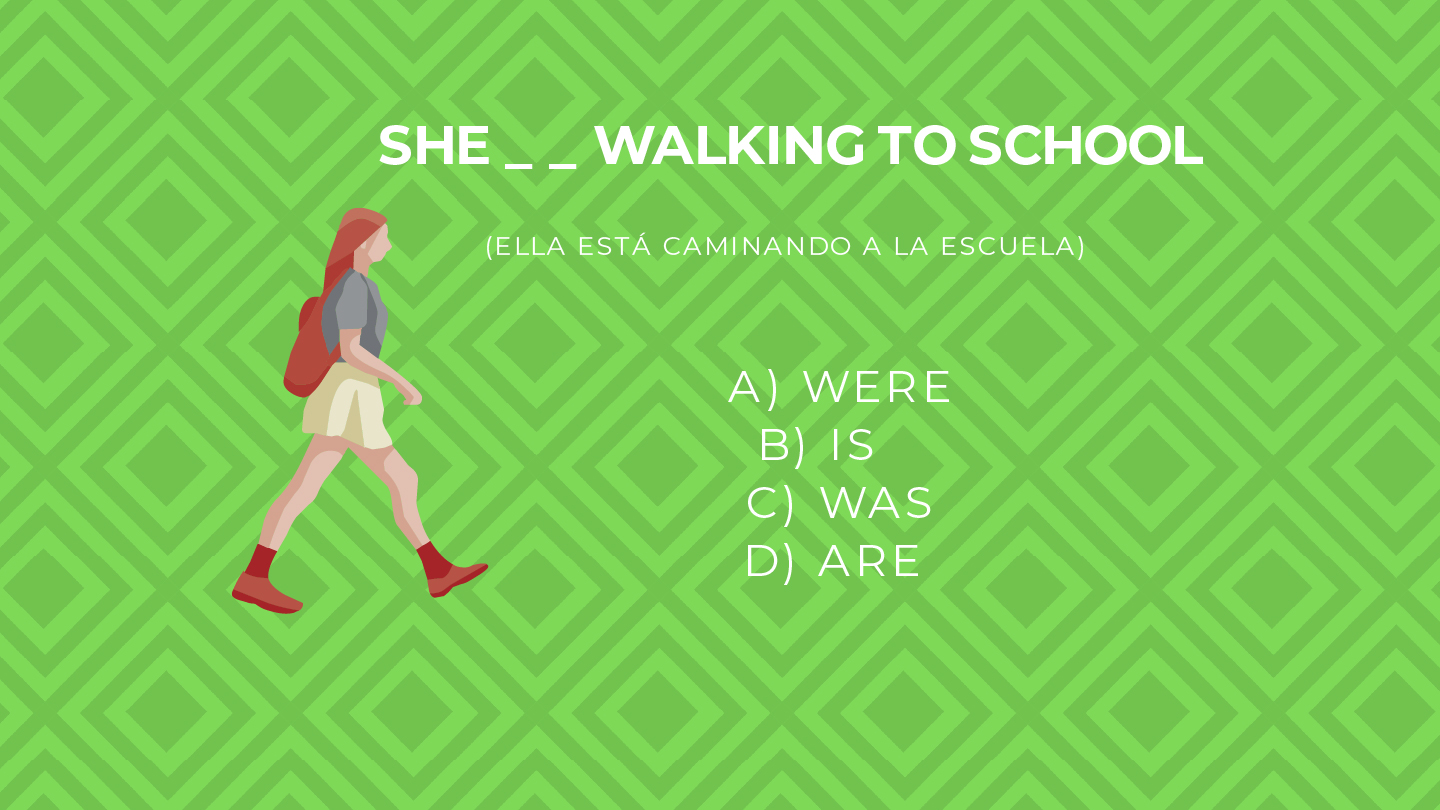 SHE _ _ WALKING TO SCHOOL
(ELLA ESTÁ CAMINANDO A LA ESCUELA)
A) WERE
B) IS
C) WAS
D) ARE